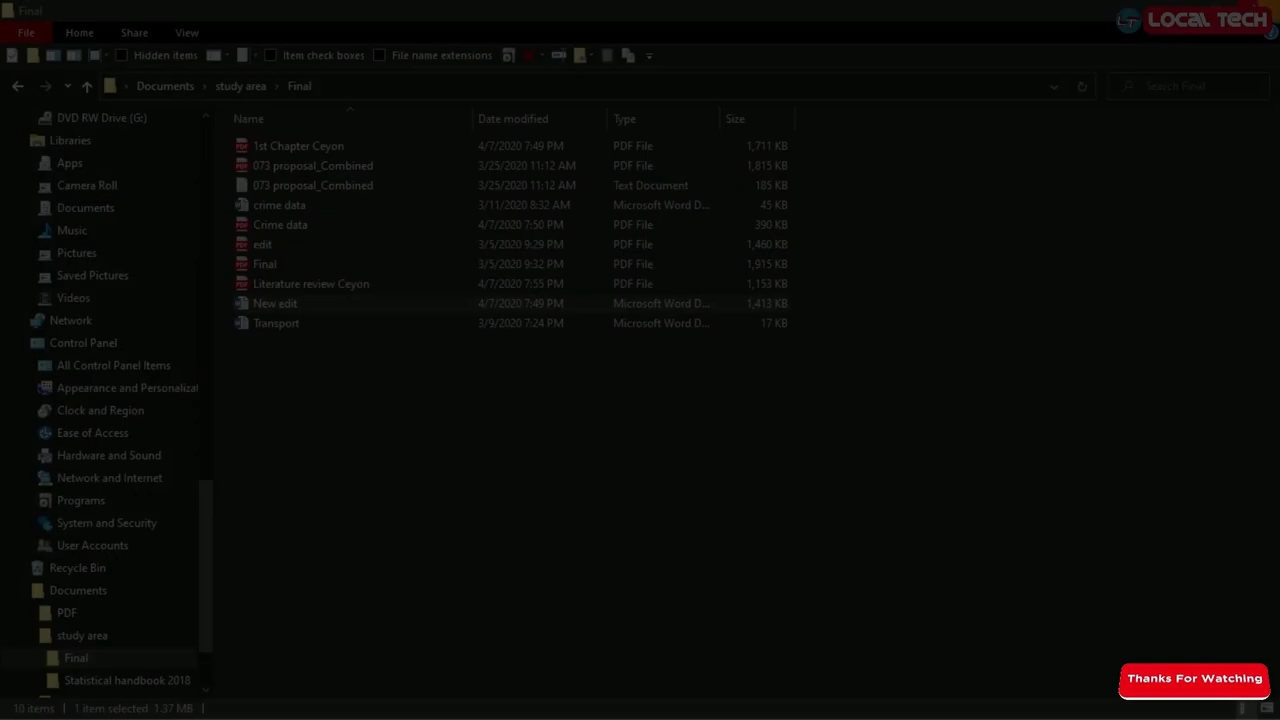 Final
LT LOCAL TECH
File Home Share View
Hidden items Item check boxes File name extensions
Documents › study area › Final
Search Final
Name Date modified Type Size
1st Chapter Ceyon 4/7/2020 7:49 PM PDF File 1,711 KB
073 proposal_Combined 3/25/2020 11:12 AM PDF File 1,815 KB
073 proposal_Combined 3/25/2020 11:12 AM Text Document 185 KB
crime data 3/11/2020 8:32 AM Microsoft Word D... 45 KB
Crime data 4/7/2020 7:50 PM PDF File 390 KB
edit 3/5/2020 9:29 PM PDF File 1,460 KB
Final 3/5/2020 9:32 PM PDF File 1,915 KB
Literature review Ceyon 4/7/2020 7:55 PM PDF File 1,153 KB
New edit 4/7/2020 7:49 PM Microsoft Word D... 1,413 KB
Transport 3/9/2020 7:24 PM Microsoft Word D... 17 KB
DVD RW Drive (G:)
Libraries
Apps
Camera Roll
Documents
Music
Pictures
Saved Pictures
Videos
Network
Control Panel
All Control Panel Items
Appearance and Personalizat
Clock and Region
Ease of Access
Hardware and Sound
Network and Internet
Programs
System and Security
User Accounts
Recycle Bin
Documents
PDF
study area
Final
Statistical handbook 2018
Thanks For Watching
10 items 1 item selected 1.37 MB